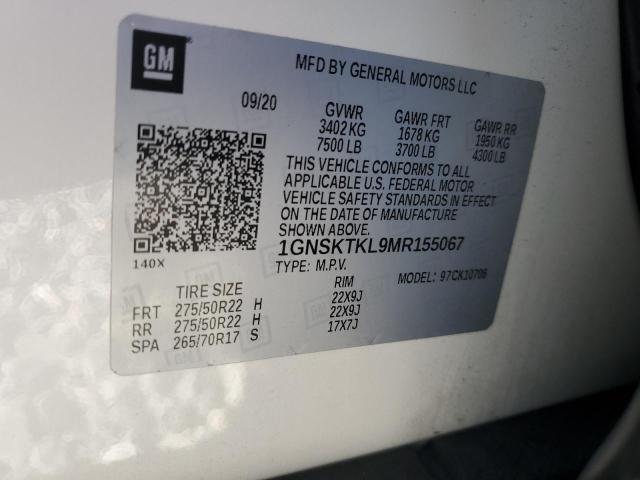 GM
MFD BY GENERAL MOTORS LLC
09/20 GVWR GAWR FRT GAWR RR
3402 KG 1678 KG 1950 KG
7500 LB 3700 LB 4300 LB
THIS VEHICLE CONFORMS TO ALL
APPLICABLE U.S. FEDERAL MOTOR
VEHICLE SAFETY STANDARDS IN EFFECT
ON THE DATE OF MANUFACTURE
SHOWN ABOVE.
1GNSKTKL9MR155067
140X
TYPE: M.P.V. MODEL: 97CK10706
TIRE SIZE RIM
FRT 275/50R22 H 22X9J
RR 275/50R22 H 22X9J
SPA 265/70R17 S 17X7J